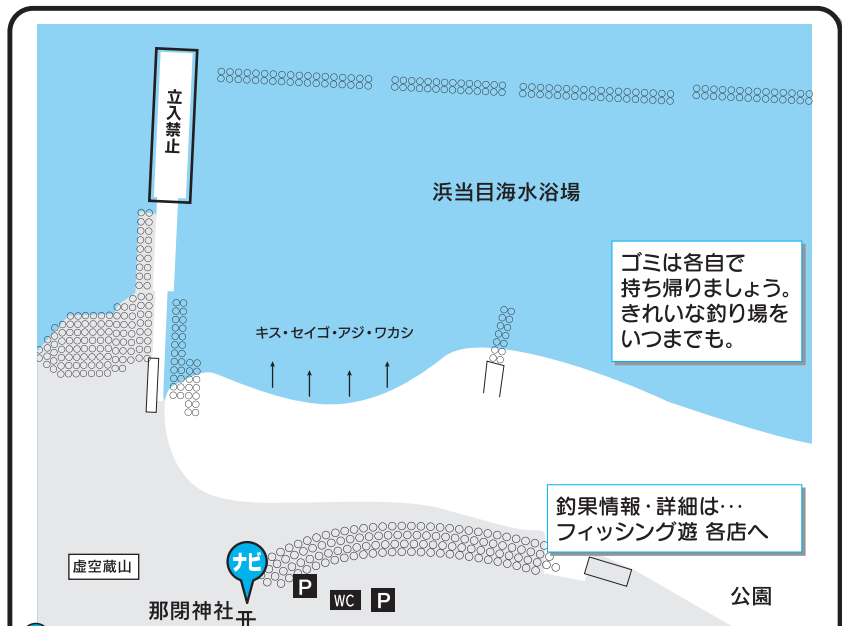 立入禁止
浜当目海水浴場
ゴミは各自で
持ち帰りましょう。
きれいな釣り場を
いつまでも。
キス・セイゴ・アジ・ワカシ
釣果情報・詳細は…
フィッシング遊 各店へ
虚空蔵山
ナビ
P
WC
P
公園
那閉神社